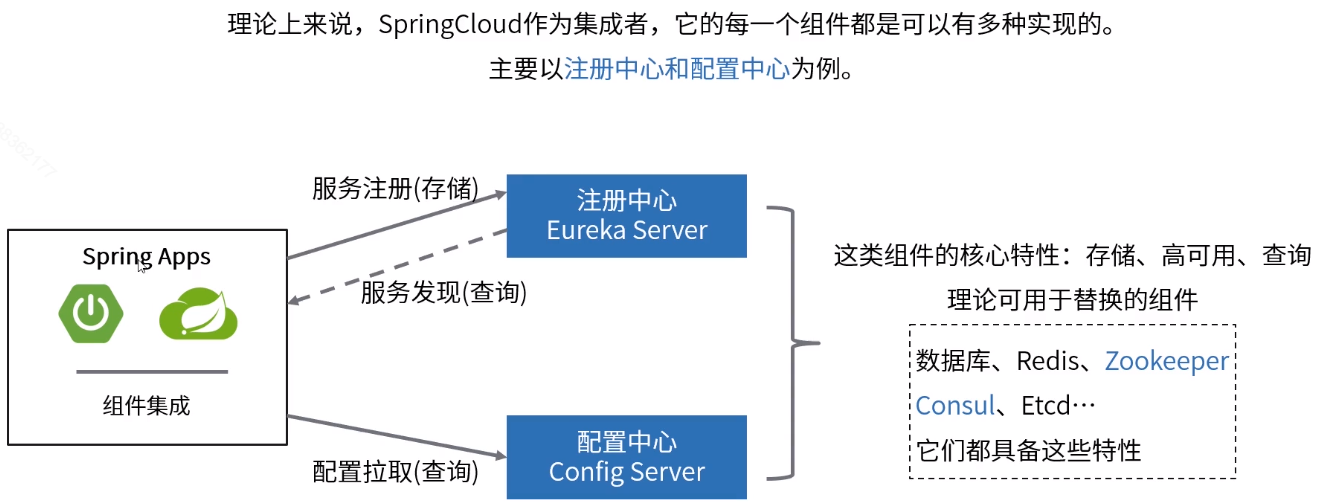 理论上来说，SpringCloud作为集成者，它的每一个组件都是可以有多种实现的。
主要以注册中心和配置中心为例。
服务注册(存储)
注册中心
Eureka Server
Spring Apps
服务发现(查询)
组件集成
配置拉取(查询)
配置中心
Config Server
这类组件的核心特性：存储、高可用、查询
理论可用于替换的组件
数据库、Redis、Zookeeper
Consul、Etcd…
它们都具备这些特性